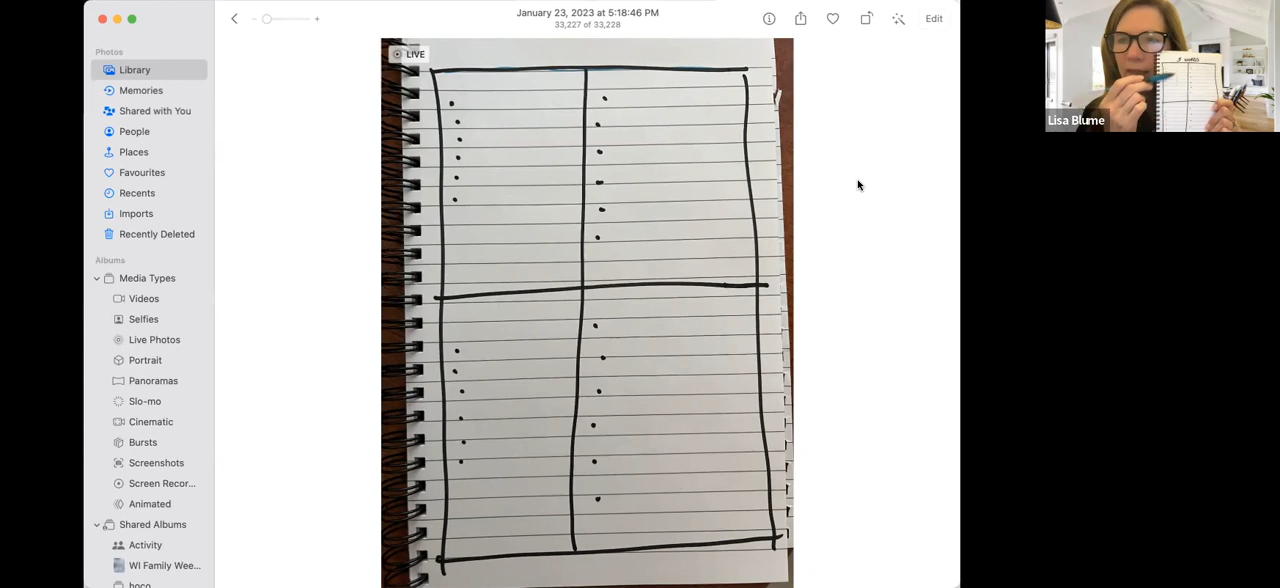 January 23, 2023 at 5:18:46 PM
33,227 of 33,228
Edit
Photos
Library
Memories
Shared with You
People
Places
Favourites
Recents
Imports
Recently Deleted
Albums
Media Types
Videos
Selfies
Live Photos
Portrait
Panoramas
Slo-mo
Cinematic
Bursts
Screenshots
Screen Recor...
Animated
Shared Albums
Activity
WI Family Wee...
hoco
LIVE
Lisa Blume